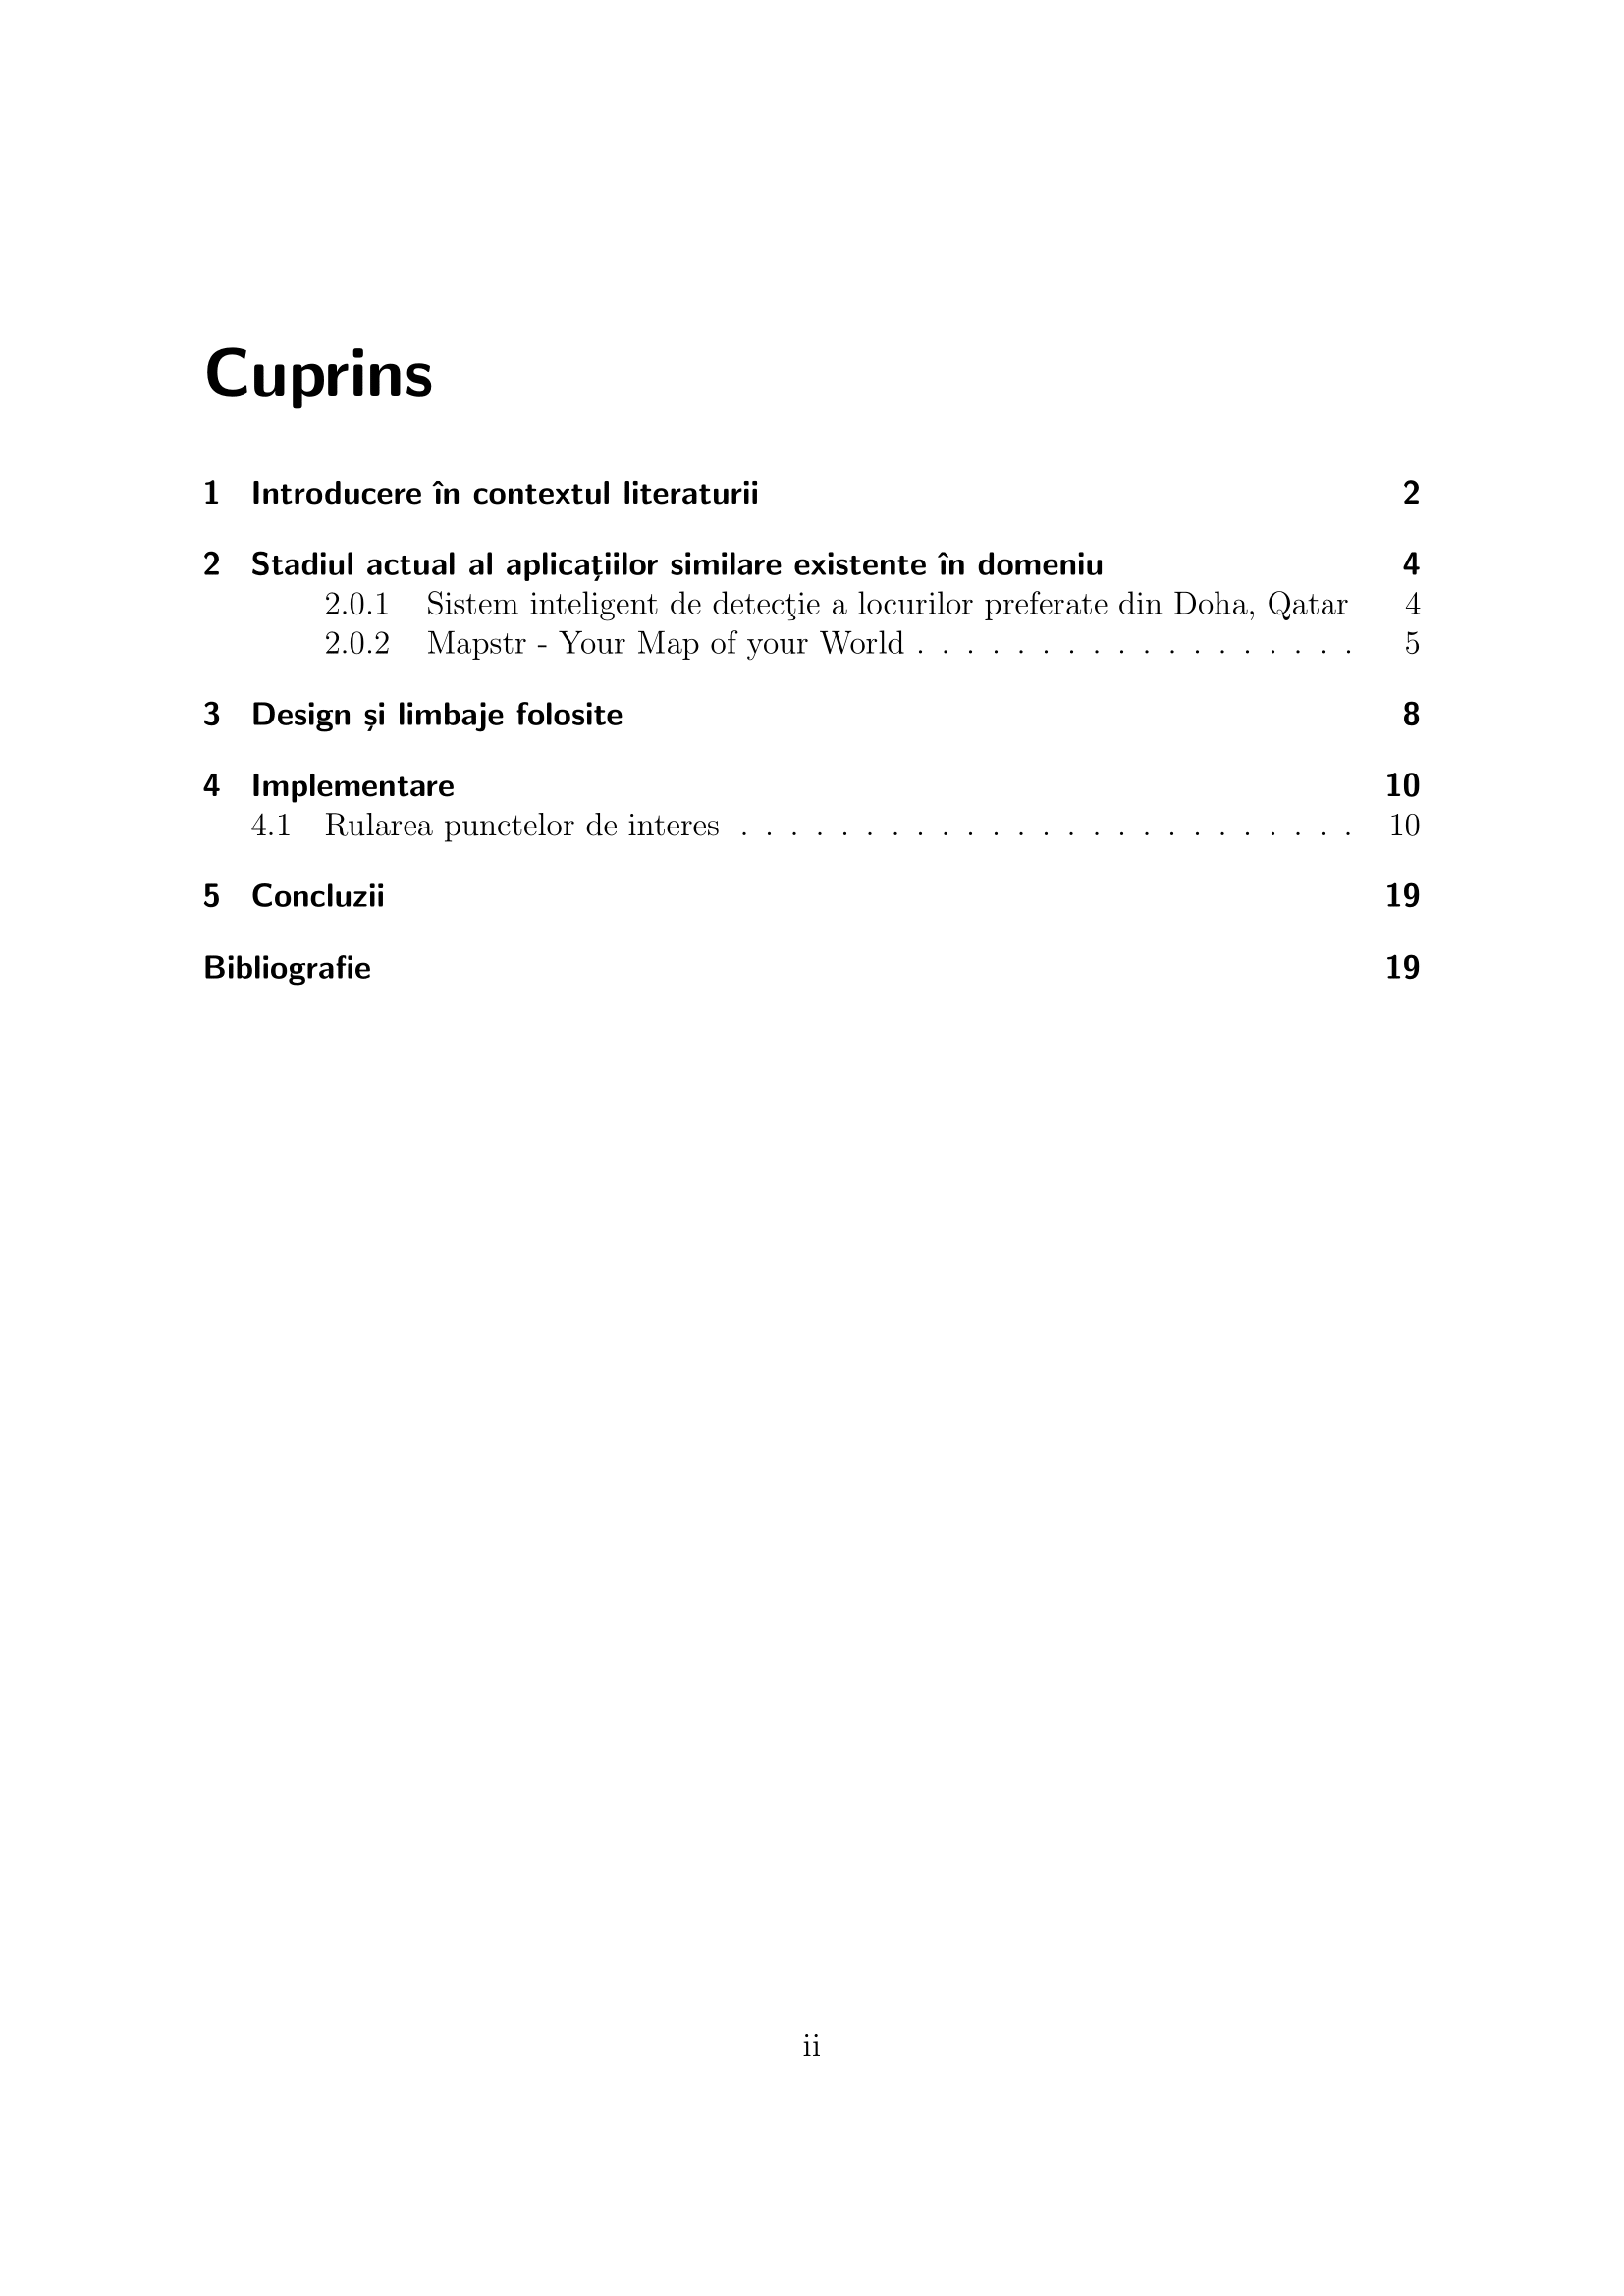 Cuprins
1 Introducere în contextul literaturii 2
2 Stadiul actual al aplicațiilor similare existente în domeniu 4
2.0.1 Sistem inteligent de detecţie a locurilor preferate din Doha, Qatar 4
2.0.2 Mapstr - Your Map of your World . . . . . . . . . . . . . . . . . . 5
3 Design și limbaje folosite 8
4 Implementare 10
4.1 Rularea punctelor de interes . . . . . . . . . . . . . . . . . . . . . . . . . 10
5 Concluzii 19
Bibliografie 19
ii